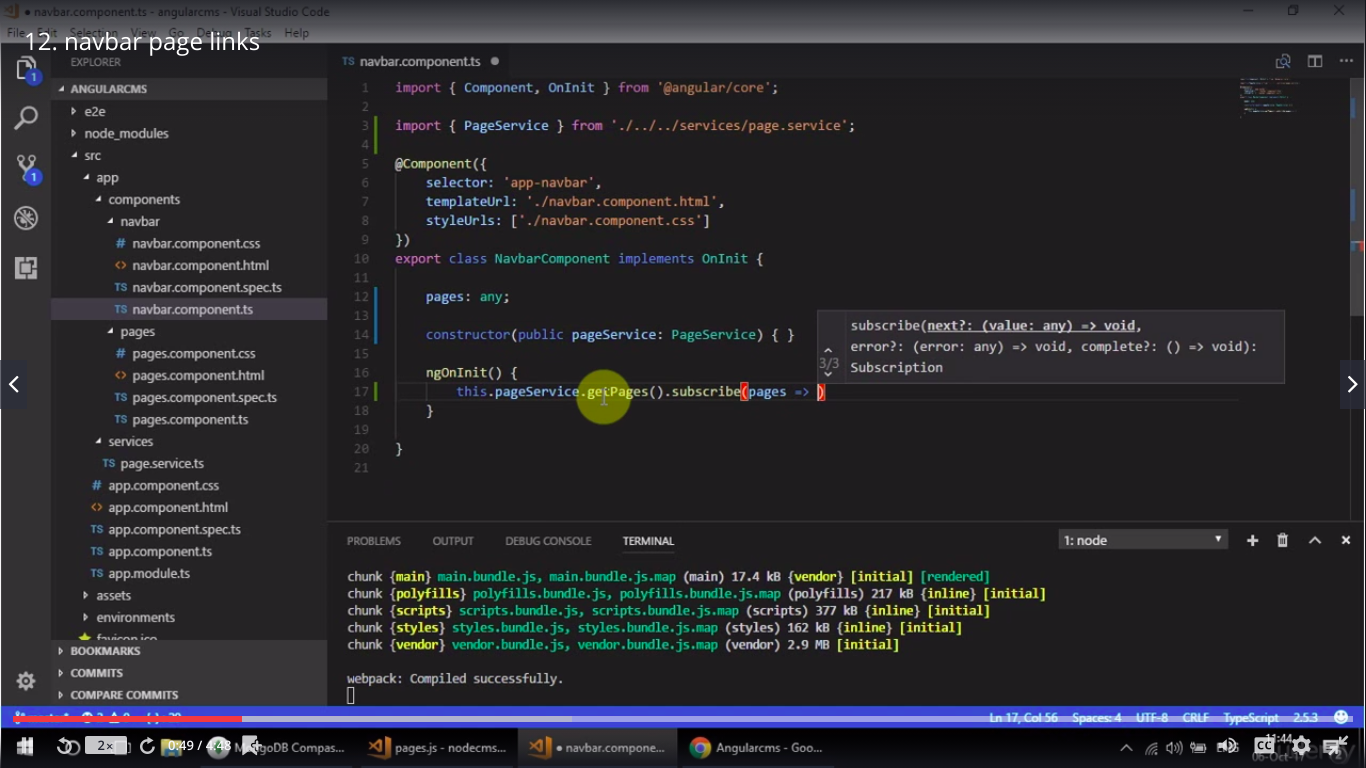 navbar.component.ts - angularcms - Visual Studio Code
File Edit Selection View Go Debug Tasks Help
12. navbar page links
EXPLORER
ANGULARCMS
e2e
node_modules
src
app
components
navbar
navbar.component.css
navbar.component.html
navbar.component.spec.ts
navbar.component.ts
pages
pages.component.css
pages.component.html
pages.component.spec.ts
pages.component.ts
services
page.service.ts
app.component.css
app.component.html
app.component.spec.ts
app.component.ts
app.module.ts
assets
environments
favicon.ico
BOOKMARKS
COMMITS
COMPARE COMMITS
TS navbar.component.ts
1 import { Component, OnInit } from '@angular/core';
2
3 import { PageService } from './../../services/page.service';
4
5 @Component({
6 selector: 'app-navbar',
7 templateUrl: './navbar.component.html',
8 styleUrls: ['./navbar.component.css']
9 })
10 export class NavbarComponent implements OnInit {
11
12 pages: any;
13
14 constructor(public pageService: PageService) { }
15
16 ngOnInit() {
17 this.pageService.getPages().subscribe(pages => )
18 }
19
20 }
21
subscribe(next?: (value: any) => void,
error?: (error: any) => void, complete?: () => void):
3/3
Subscription
PROBLEMS OUTPUT DEBUG CONSOLE TERMINAL 1: node
chunk {main} main.bundle.js, main.bundle.js.map (main) 17.4 kB {vendor} [initial] [rendered]
chunk {polyfills} polyfills.bundle.js, polyfills.bundle.js.map (polyfills) 217 kB {inline} [initial]
chunk {scripts} scripts.bundle.js, scripts.bundle.js.map (scripts) 377 kB {inline} [initial]
chunk {styles} styles.bundle.js, styles.bundle.js.map (styles) 162 kB {inline} [initial]
chunk {vendor} vendor.bundle.js, vendor.bundle.js.map (vendor) 2.9 MB [initial]
webpack: Compiled successfully.
Ln 17, Col 56 Spaces: 4 UTF-8 CRLF TypeScript 2.5.3
2x 0:49 / 4:48 MongoDB Compas... pages.js - nodecms... navbar.compone... Angularcms - Goo... 11:44
06-Oct-17